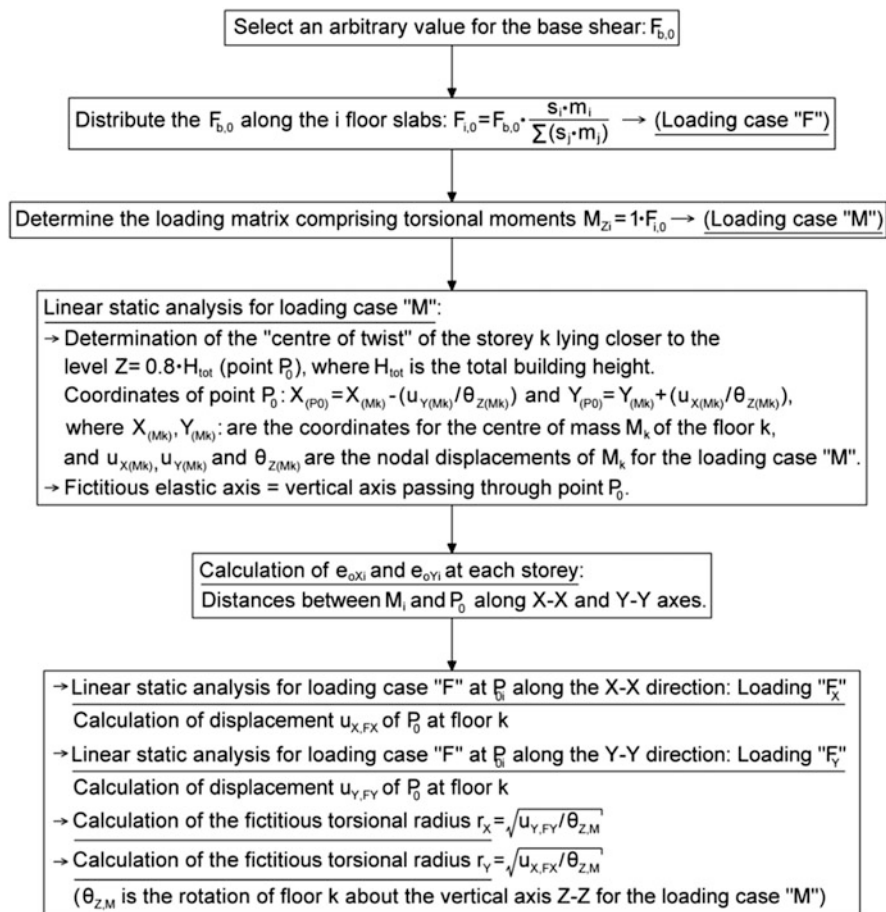 Select an arbitrary value for the base shear: F_b,0
Distribute the F_b,0 along the i floor slabs: F_i,0=F_b,0·(s_i·m_i)/(Σ(s_j·m_j)) → (Loading case "F")
Determine the loading matrix comprising torsional moments M_Zi=1·F_i,0 → (Loading case "M")
Linear static analysis for loading case "M":
→ Determination of the "centre of twist" of the storey k lying closer to the
level Z= 0.8·H_tot (point P_0), where H_tot is the total building height.
Coordinates of point P_0: X_(P0)=X_(Mk)-(u_Y(Mk)/θ_Z(Mk)) and Y_(P0)=Y_(Mk)+(u_X(Mk)/θ_Z(Mk)),
where X_(Mk),Y_(Mk): are the coordinates for the centre of mass M_k of the floor k,
and u_X(Mk),u_Y(Mk) and θ_Z(Mk) are the nodal displacements of M_k for the loading case "M".
→ Fictitious elastic axis = vertical axis passing through point P_0.
Calculation of e_oXi and e_oYi at each storey:
Distances between M_i and P_0 along X-X and Y-Y axes.
→ Linear static analysis for loading case "F" at P_0i along the X-X direction: Loading "F_X"
Calculation of displacement u_X,FX of P_0 at floor k
→ Linear static analysis for loading case "F" at P_0i along the Y-Y direction: Loading "F_Y"
Calculation of displacement u_Y,FY of P_0 at floor k
→ Calculation of the fictitious torsional radius r_X=√(u_Y,FY/θ_Z,M)
→ Calculation of the fictitious torsional radius r_Y=√(u_X,FX/θ_Z,M)
(θ_Z,M is the rotation of floor k about the vertical axis Z-Z for the loading case "M")